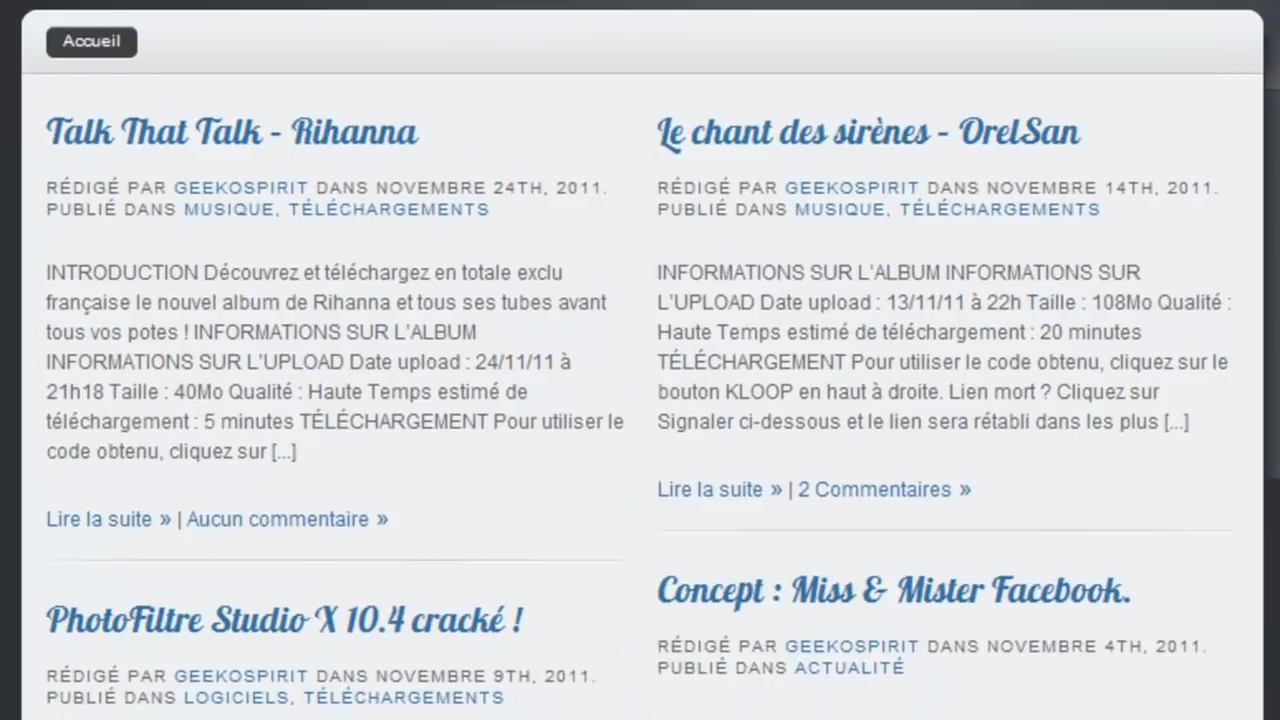 Accueil
Talk That Talk – Rihanna
RÉDIGÉ PAR GEEKOSPIRIT DANS NOVEMBRE 24TH, 2011.
PUBLIÉ DANS MUSIQUE, TÉLÉCHARGEMENTS
INTRODUCTION Découvrez et téléchargez en totale exclu
française le nouvel album de Rihanna et tous ses tubes avant
tous vos potes ! INFORMATIONS SUR L'ALBUM
INFORMATIONS SUR L'UPLOAD Date upload : 24/11/11 à
21h18 Taille : 40Mo Qualité : Haute Temps estimé de
téléchargement : 5 minutes TÉLÉCHARGEMENT Pour utiliser le
code obtenu, cliquez sur [...]
Lire la suite » | Aucun commentaire »
PhotoFiltre Studio X 10.4 cracké !
RÉDIGÉ PAR GEEKOSPIRIT DANS NOVEMBRE 9TH, 2011.
PUBLIÉ DANS LOGICIELS, TÉLÉCHARGEMENTS
Le chant des sirènes – OrelSan
RÉDIGÉ PAR GEEKOSPIRIT DANS NOVEMBRE 14TH, 2011.
PUBLIÉ DANS MUSIQUE, TÉLÉCHARGEMENTS
INFORMATIONS SUR L'ALBUM INFORMATIONS SUR
L'UPLOAD Date upload : 13/11/11 à 22h Taille : 108Mo Qualité :
Haute Temps estimé de téléchargement : 20 minutes
TÉLÉCHARGEMENT Pour utiliser le code obtenu, cliquez sur le
bouton KLOOP en haut à droite. Lien mort ? Cliquez sur
Signaler ci-dessous et le lien sera rétabli dans les plus [...]
Lire la suite » | 2 Commentaires »
Concept : Miss & Mister Facebook.
RÉDIGÉ PAR GEEKOSPIRIT DANS NOVEMBRE 4TH, 2011.
PUBLIÉ DANS ACTUALITÉ